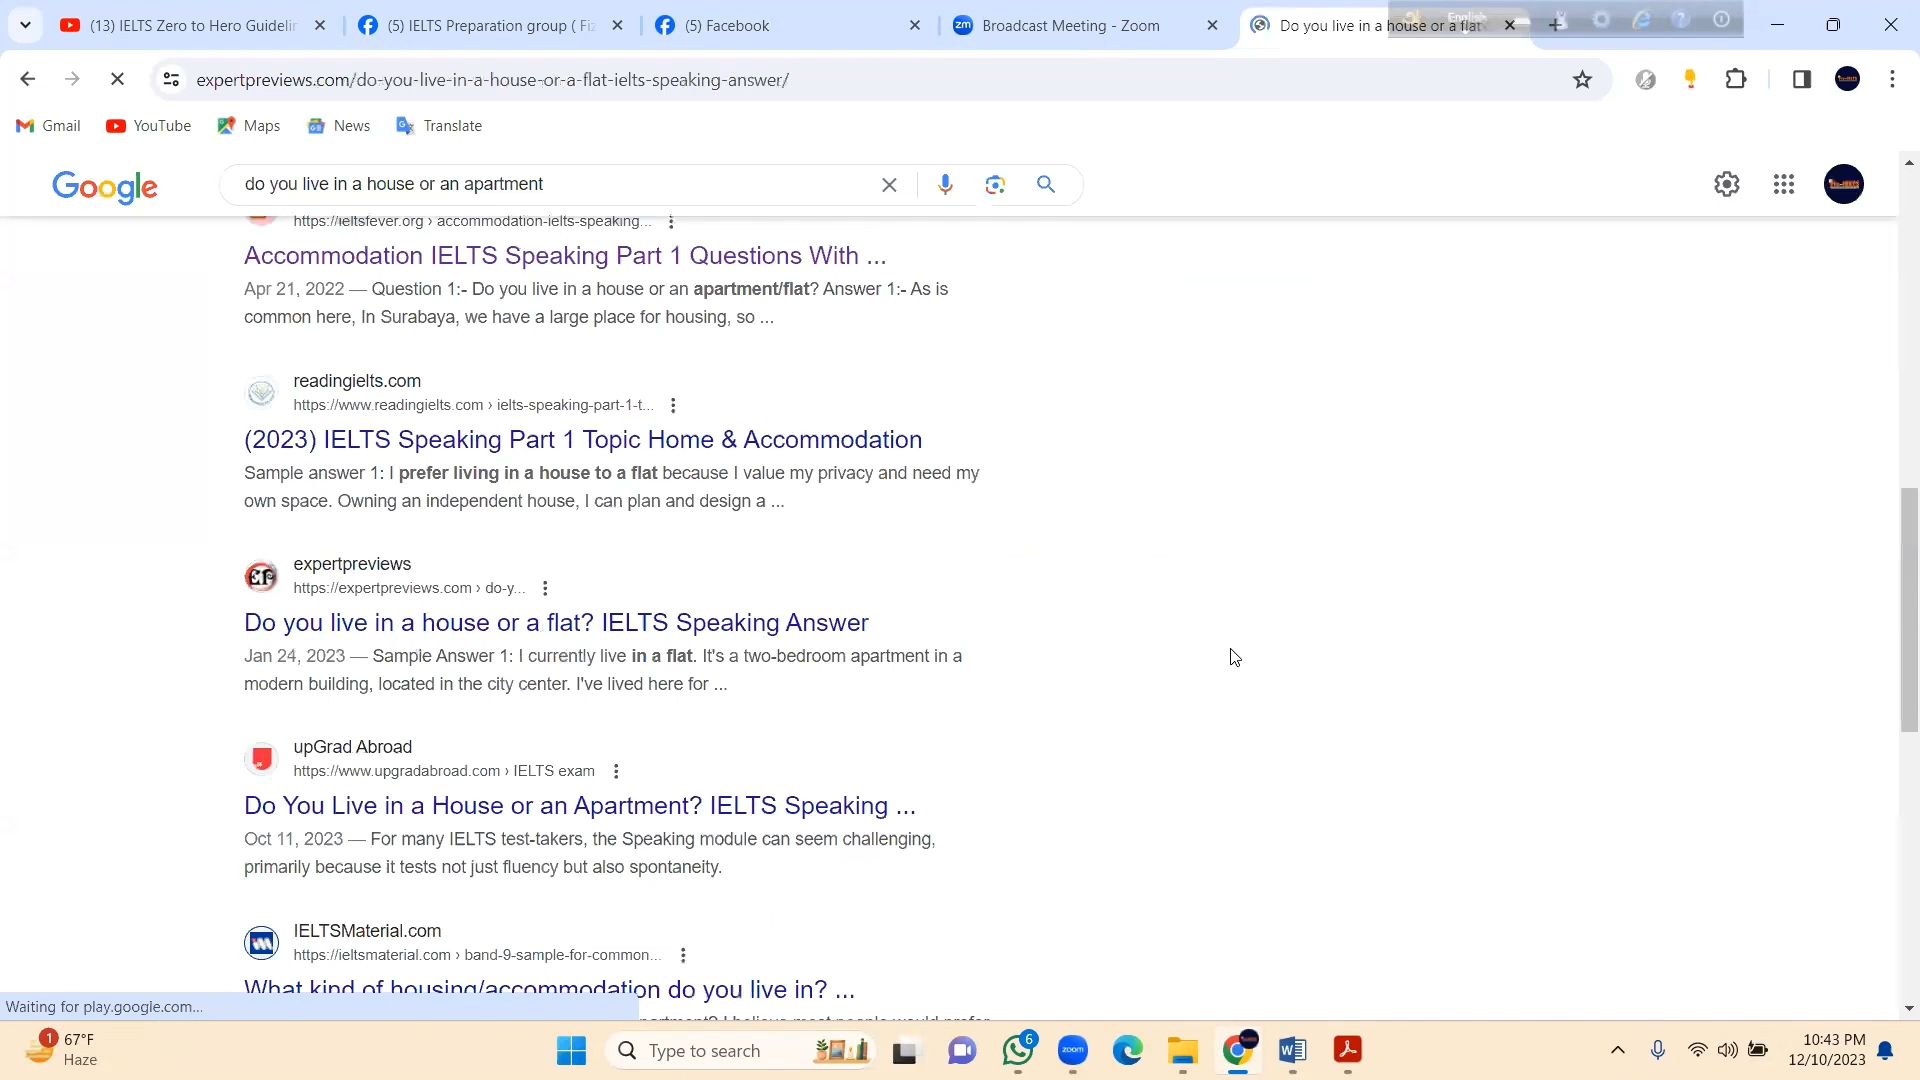 (13) IELTS Zero to Hero Guidelin
(5) IELTS Preparation group ( Fiz
(5) Facebook
zm Broadcast Meeting - Zoom
Do you live in a house or a flat
English
expertpreviews.com/do-you-live-in-a-house-or-a-flat-ielts-speaking-answer/
Gmail
YouTube
Maps
News
Translate
Google
do you live in a house or an apartment
https://ieltsfever.org › accommodation-ielts-speaking...
Accommodation IELTS Speaking Part 1 Questions With ...
Apr 21, 2022 — Question 1:- Do you live in a house or an apartment/flat? Answer 1:- As is
common here, In Surabaya, we have a large place for housing, so ...
readingielts.com
https://www.readingielts.com › ielts-speaking-part-1-t...
(2023) IELTS Speaking Part 1 Topic Home & Accommodation
Sample answer 1: I prefer living in a house to a flat because I value my privacy and need my
own space. Owning an independent house, I can plan and design a ...
expertpreviews
https://expertpreviews.com › do-y...
Do you live in a house or a flat? IELTS Speaking Answer
Jan 24, 2023 — Sample Answer 1: I currently live in a flat. It's a two-bedroom apartment in a
modern building, located in the city center. I've lived here for ...
upGrad Abroad
https://www.upgradabroad.com › IELTS exam
Do You Live in a House or an Apartment? IELTS Speaking ...
Oct 11, 2023 — For many IELTS test-takers, the Speaking module can seem challenging,
primarily because it tests not just fluency but also spontaneity.
IELTSMaterial.com
https://ieltsmaterial.com › band-9-sample-for-common...
What kind of housing/accommodation do you live in? ...
Waiting for play.google.com...
1
67°F
Haze
Type to search
6
zoom
10:43 PM
12/10/2023